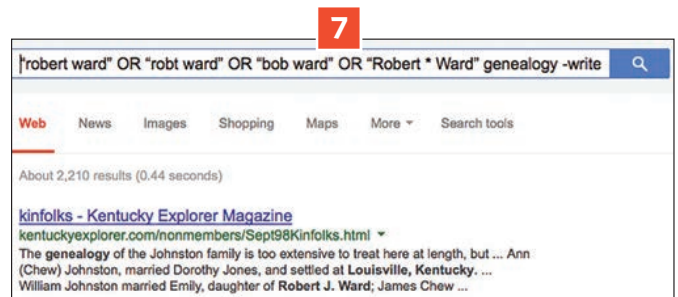 7
"robert ward" OR "robt ward" OR "bob ward" OR "Robert * Ward" genealogy -write
Web News Images Shopping Maps More Search tools
About 2,210 results (0.44 seconds)
kinfolks - Kentucky Explorer Magazine
kentuckyexplorer.com/nonmembers/Sept98Kinfolks.html
The genealogy of the Johnston family is too extensive to treat here at length, but ... Ann
(Chew) Johnston, married Dorothy Jones, and settled at Louisville, Kentucky. ...
William Johnston married Emily, daughter of Robert J. Ward; James Chew ...